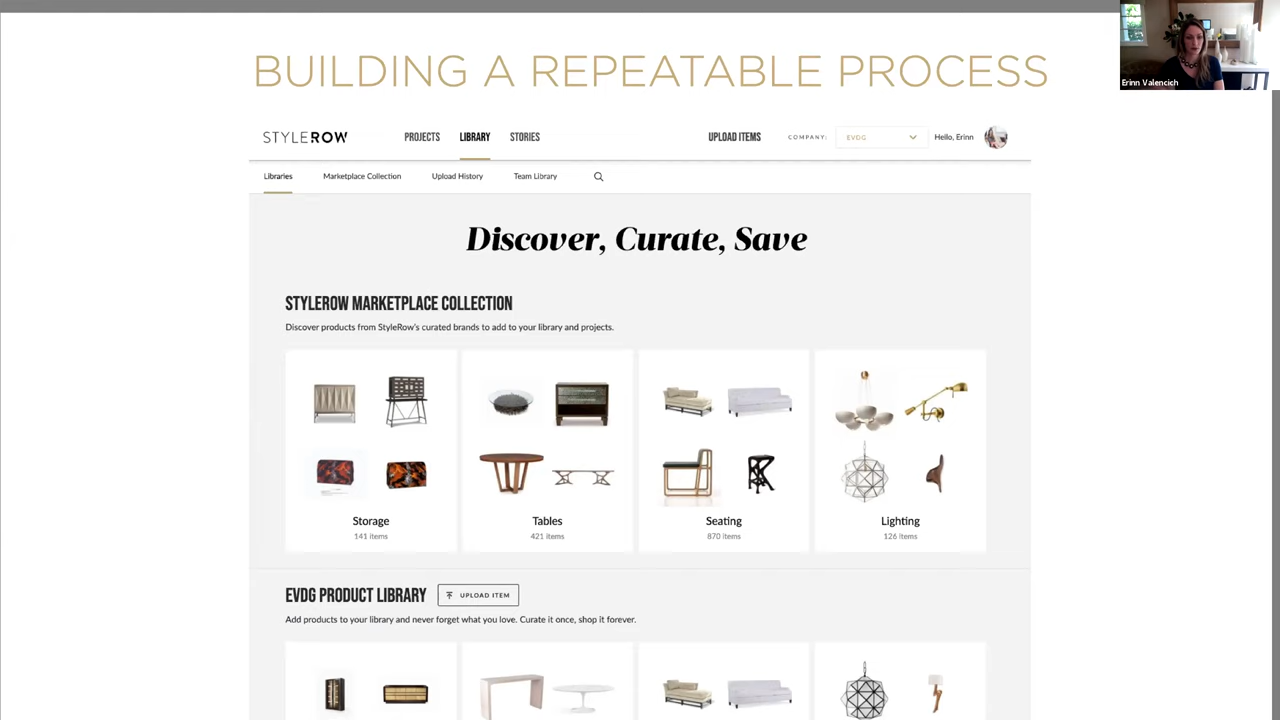 BUILDING A REPEATABLE PROCESS
Erinn Valencich
STYLEROW PROJECTS LIBRARY STORIES UPLOAD ITEMS COMPANY: EVDG Hello, Erinn
Libraries Marketplace Collection Upload History Team Library
Discover, Curate, Save
STYLEROW MARKETPLACE COLLECTION
Discover products from StyleRow's curated brands to add to your library and projects.
Storage Tables Seating Lighting
141 items 421 items 870 items 126 items
EVDG PRODUCT LIBRARY UPLOAD ITEM
Add products to your library and never forget what you love. Curate it once, shop it forever.